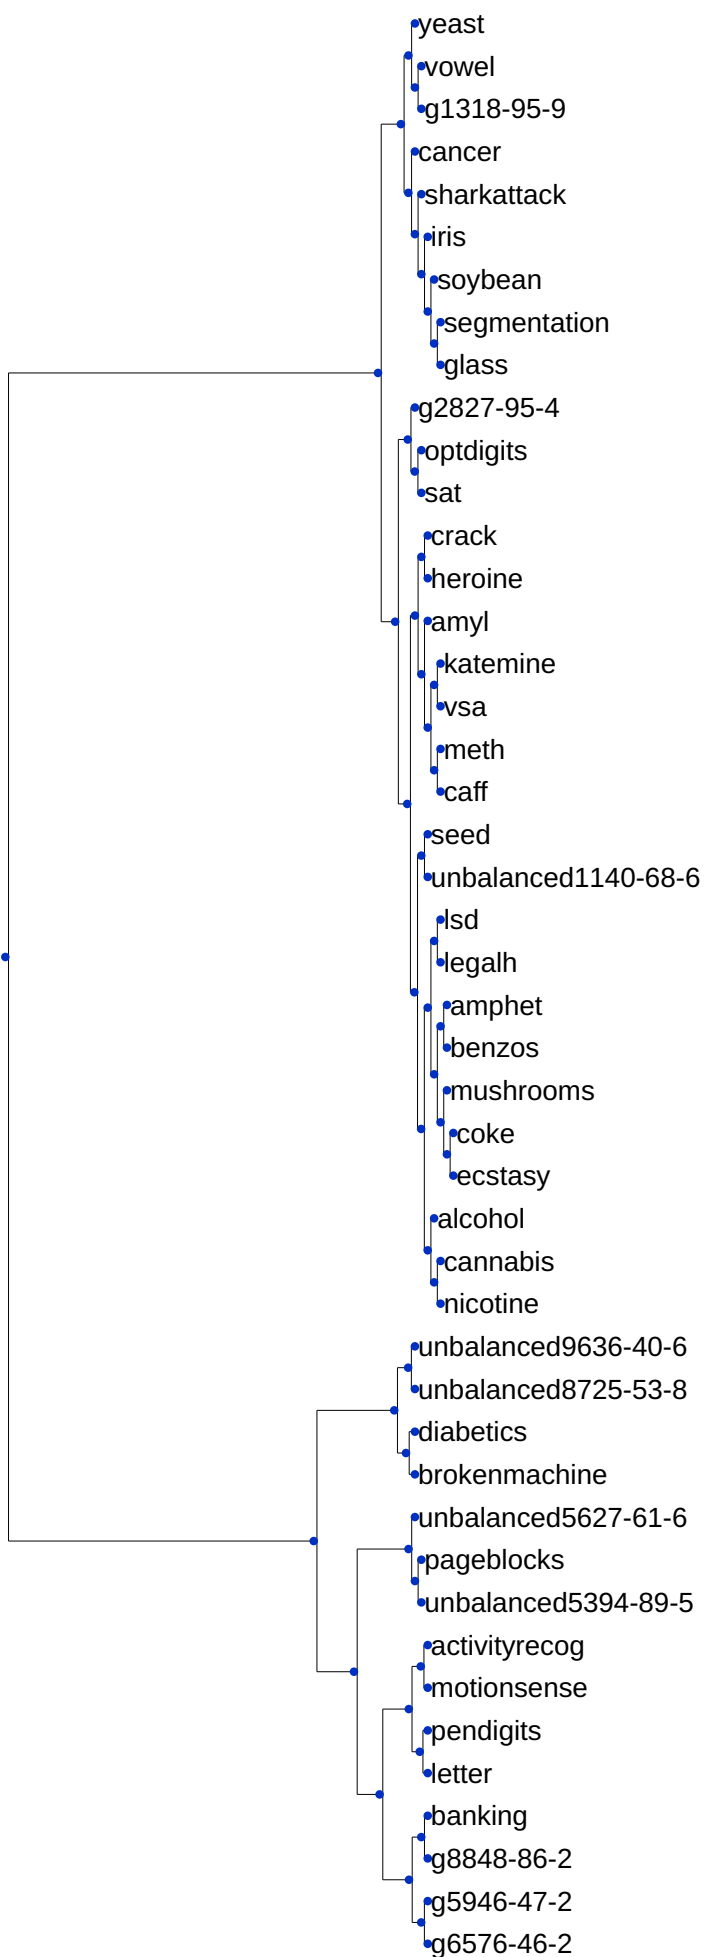 yeast
vowel
g1318-95-9
cancer
sharkattack
iris
soybean
segmentation
glass
g2827-95-4
optdigits
sat
crack
heroine
amyl
katemine
vsa
meth
caff
seed
unbalanced1140-68-6
lsd
legalh
amphet
benzos
mushrooms
coke
ecstasy
alcohol
cannabis
nicotine
unbalanced9636-40-6
unbalanced8725-53-8
diabetics
brokenmachine
unbalanced5627-61-6
pageblocks
unbalanced5394-89-5
activityrecog
motionsense
pendigits
letter
banking
g8848-86-2
g5946-47-2
g6576-46-2